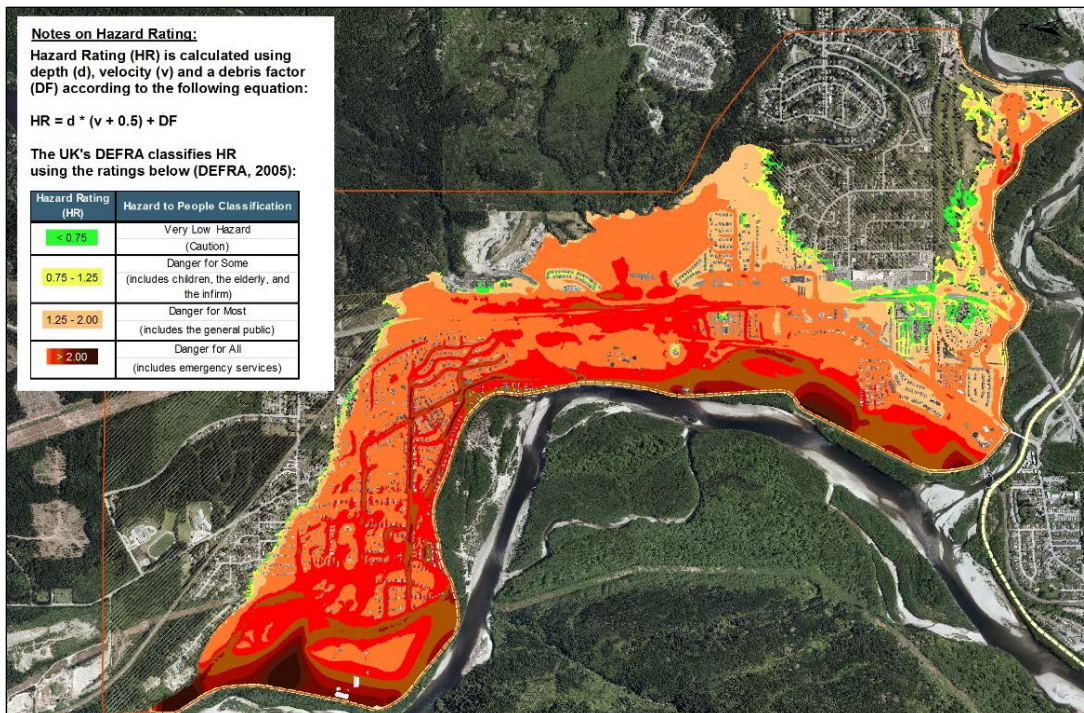 Notes on Hazard Rating:
Hazard Rating (HR) is calculated using
depth (d), velocity (v) and a debris factor
(DF) according to the following equation:
HR = d * (v + 0.5) + DF
The UK's DEFRA classifies HR
using the ratings below (DEFRA, 2005):
Hazard Rating
(HR)
Hazard to People Classification
< 0.75
Very Low Hazard
(Caution)
0.75 - 1.25
Danger for Some
(includes children, the elderly, and
the infirm)
1.25 - 2.00
Danger for Most
(includes the general public)
> 2.00
Danger for All
(includes emergency services)